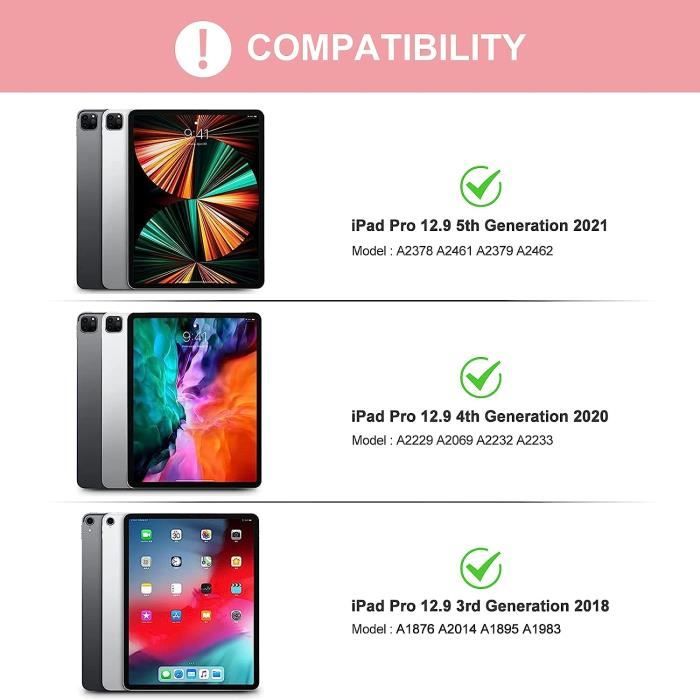 ! COMPATIBILITY
9:41
iPad Pro 12.9 5th Generation 2021
Model : A2378 A2461 A2379 A2462
9:41
iPad Pro 12.9 4th Generation 2020
Model : A2229 A2069 A2232 A2233
30
iPad Pro 12.9 3rd Generation 2018
Model : A1876 A2014 A1895 A1983